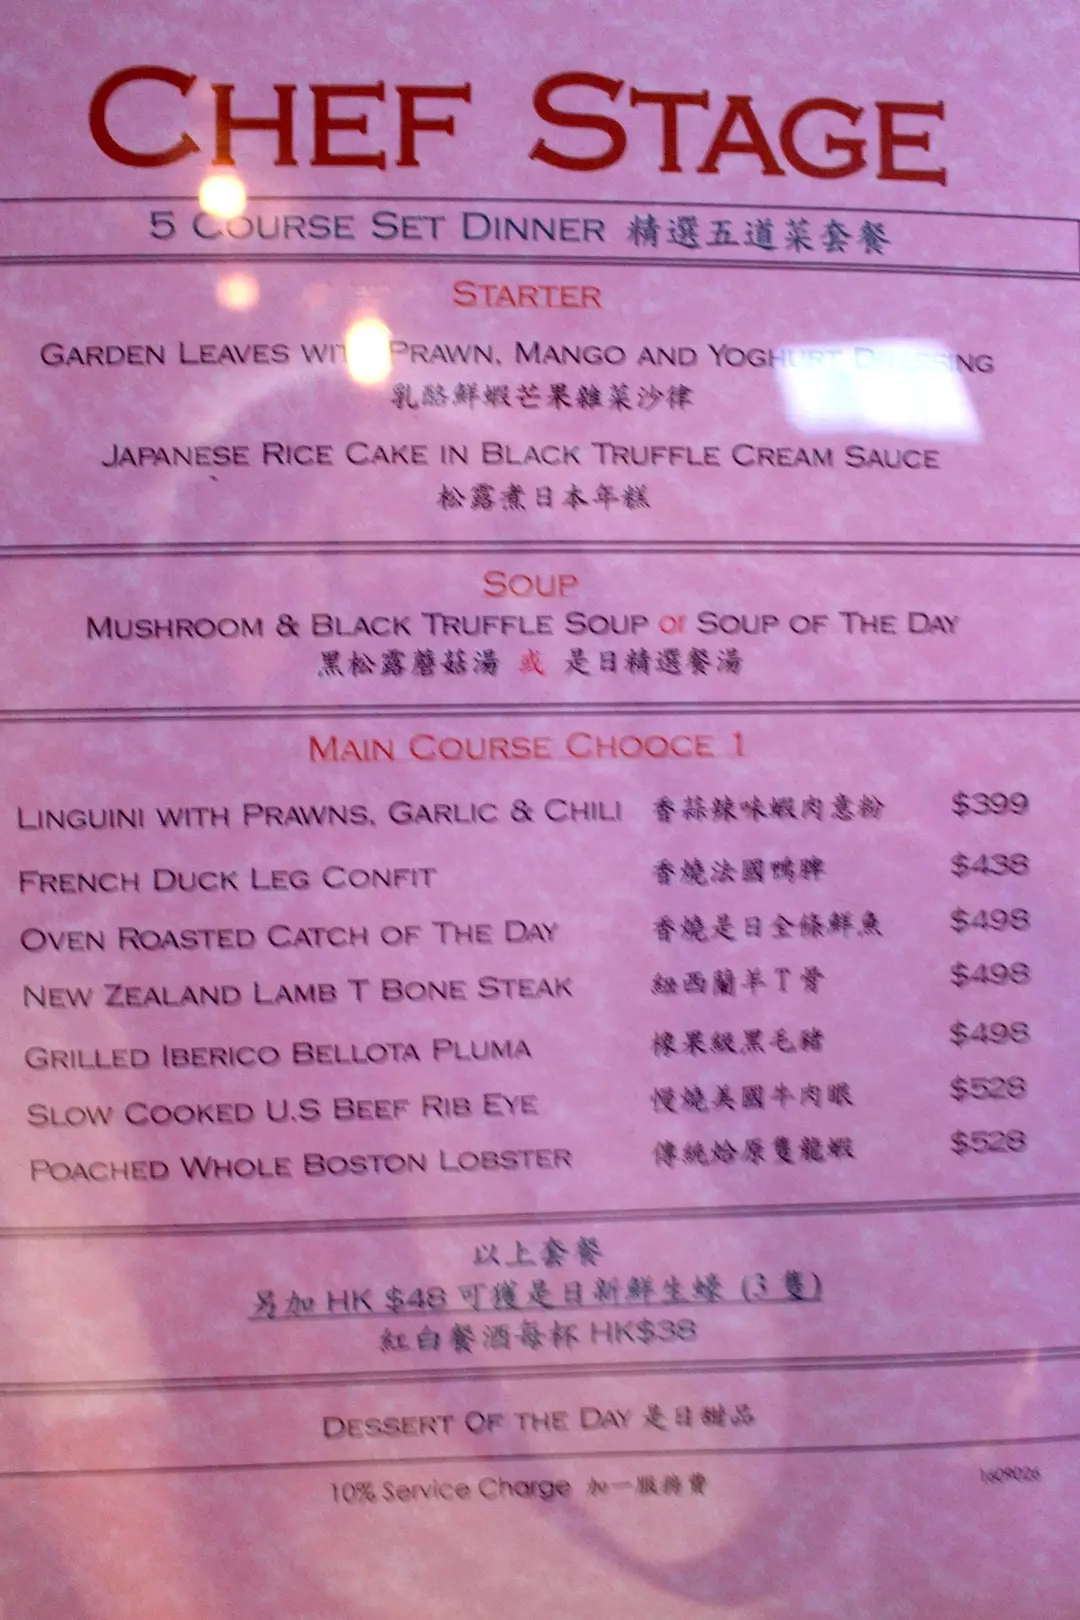 CHEF STAGE
5 COURSE SET DINNER 精選五道菜套餐
STARTER
GARDEN LEAVES WITH PRAWN, MANGO AND YOGHURT DRESSING
乳酪鮮蝦芒果雜菜沙律
JAPANESE RICE CAKE IN BLACK TRUFFLE CREAM SAUCE
松露煮日本年糕
SOUP
MUSHROOM & BLACK TRUFFLE SOUP or SOUP OF THE DAY
黑松露蘑菇湯 或 是日精選餐湯
MAIN COURSE CHOOCE 1
LINGUINI WITH PRAWNS, GARLIC & CHILI 香蒜辣味蝦肉意粉 $399
FRENCH DUCK LEG CONFIT 香燒法國鴨髀 $438
OVEN ROASTED CATCH OF THE DAY 香燒是日全條鮮魚 $498
NEW ZEALAND LAMB T BONE STEAK 紐西蘭羊T骨 $498
GRILLED IBERICO BELLOTA PLUMA 橡果級黑毛豬 $498
SLOW COOKED U.S BEEF RIB EYE 慢燒美國牛肉眼 $528
POACHED WHOLE BOSTON LOBSTER 傳統烚原隻龍蝦 $528
以上套餐
另加 HK $48 可獲是日新鮮生蠔 (3 隻)
紅白餐酒每杯 HK$38
DESSERT OF THE DAY 是日甜品
10% Service Charge 加一服務費
1609026